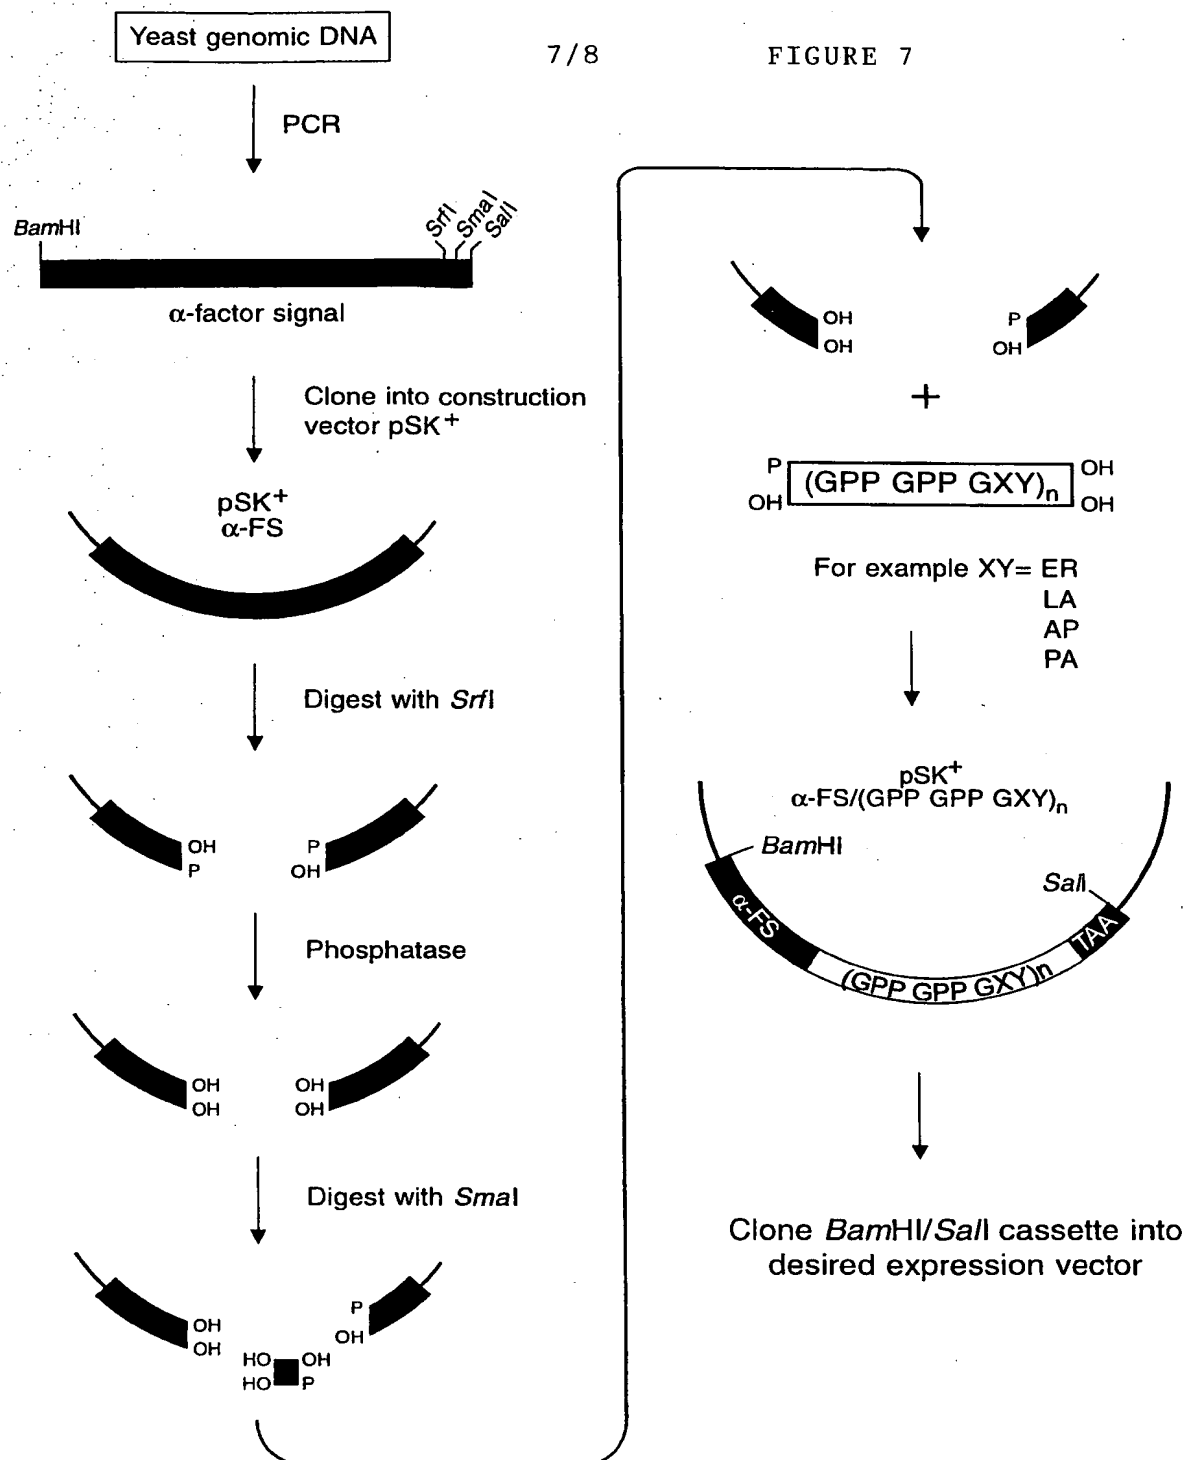 Yeast genomic DNA
7/8
FIGURE 7
PCR
BamHI
SrfI
SmaI
SalI
α-factor signal
Clone into construction
vector pSK+
pSK+
α-FS
Digest with SrfI
OH
P
P
OH
Phosphatase
OH
OH
OH
OH
Digest with SmaI
OH
OH
P
OH
HO
OH
HO
P
OH
OH
P
OH
+
P
OH
(GPP GPP GXY)n
OH
OH
For example XY= ER
LA
AP
PA
pSK+
α-FS/(GPP GPP GXY)n
BamHI
SalI
α-FS
(GPP GPP GXY)n
TAA
Clone BamHI/SalI cassette into
desired expression vector